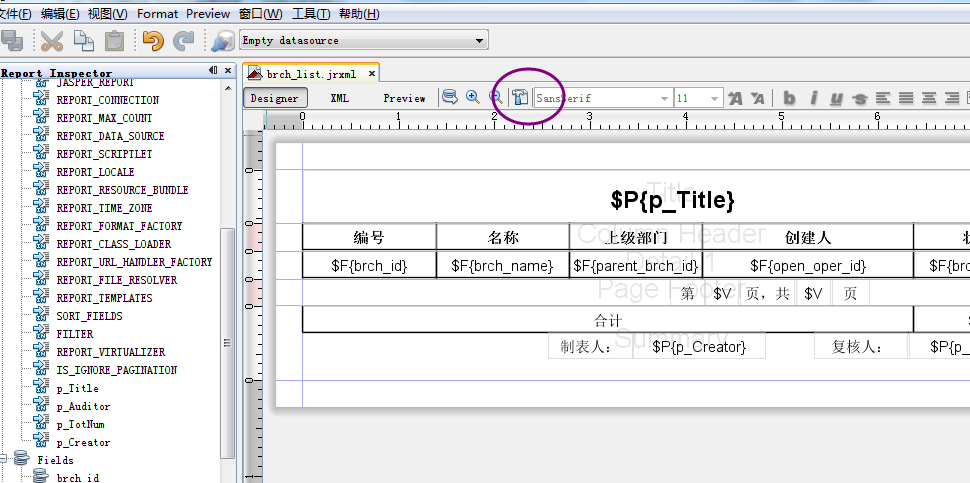 文件(F) 编辑(E) 视图(V) Format Preview 窗口(W) 工具(T) 帮助(H)
Empty datasource
Report Inspector
brch_list.jrxml
Designer XML Preview SansSerif 11
b i u S
0 1 2 3 4 5 6
JASPER_REPORT
REPORT_CONNECTION
REPORT_MAX_COUNT
REPORT_DATA_SOURCE
REPORT_SCRIPTLET
REPORT_LOCALE
REPORT_RESOURCE_BUNDLE
REPORT_TIME_ZONE
REPORT_FORMAT_FACTORY
REPORT_CLASS_LOADER
REPORT_URL_HANDLER_FACTORY
REPORT_FILE_RESOLVER
REPORT_TEMPLATES
SORT_FIELDS
FILTER
REPORT_VIRTUALIZER
IS_IGNORE_PAGINATION
p_Title
p_Auditor
p_TotNum
p_Creator
Fields
brch_id
Title
$P{p_Title}
Column Header
编号 名称 上级部门 创建人
Detail 1
$F{brch_id} $F{brch_name} $F{parent_brch_id} $F{open_oper_id} $F{bro
Page Footer
第 $V 页，共 $V 页
合计
Summary
制表人： $P{p_Creator} 复核人： $P{p_